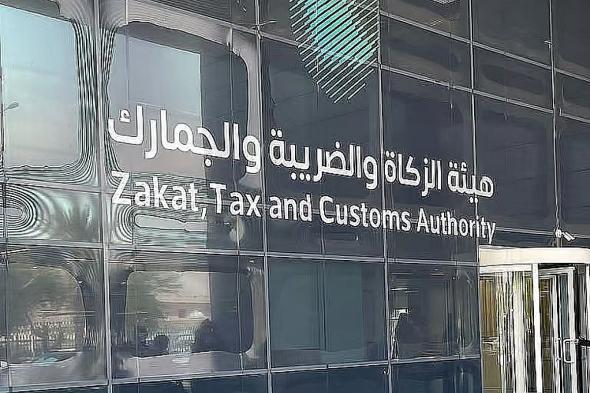 هيئة الزكاة والضريبة والجمارك
Zakat, Tax and Customs Authority